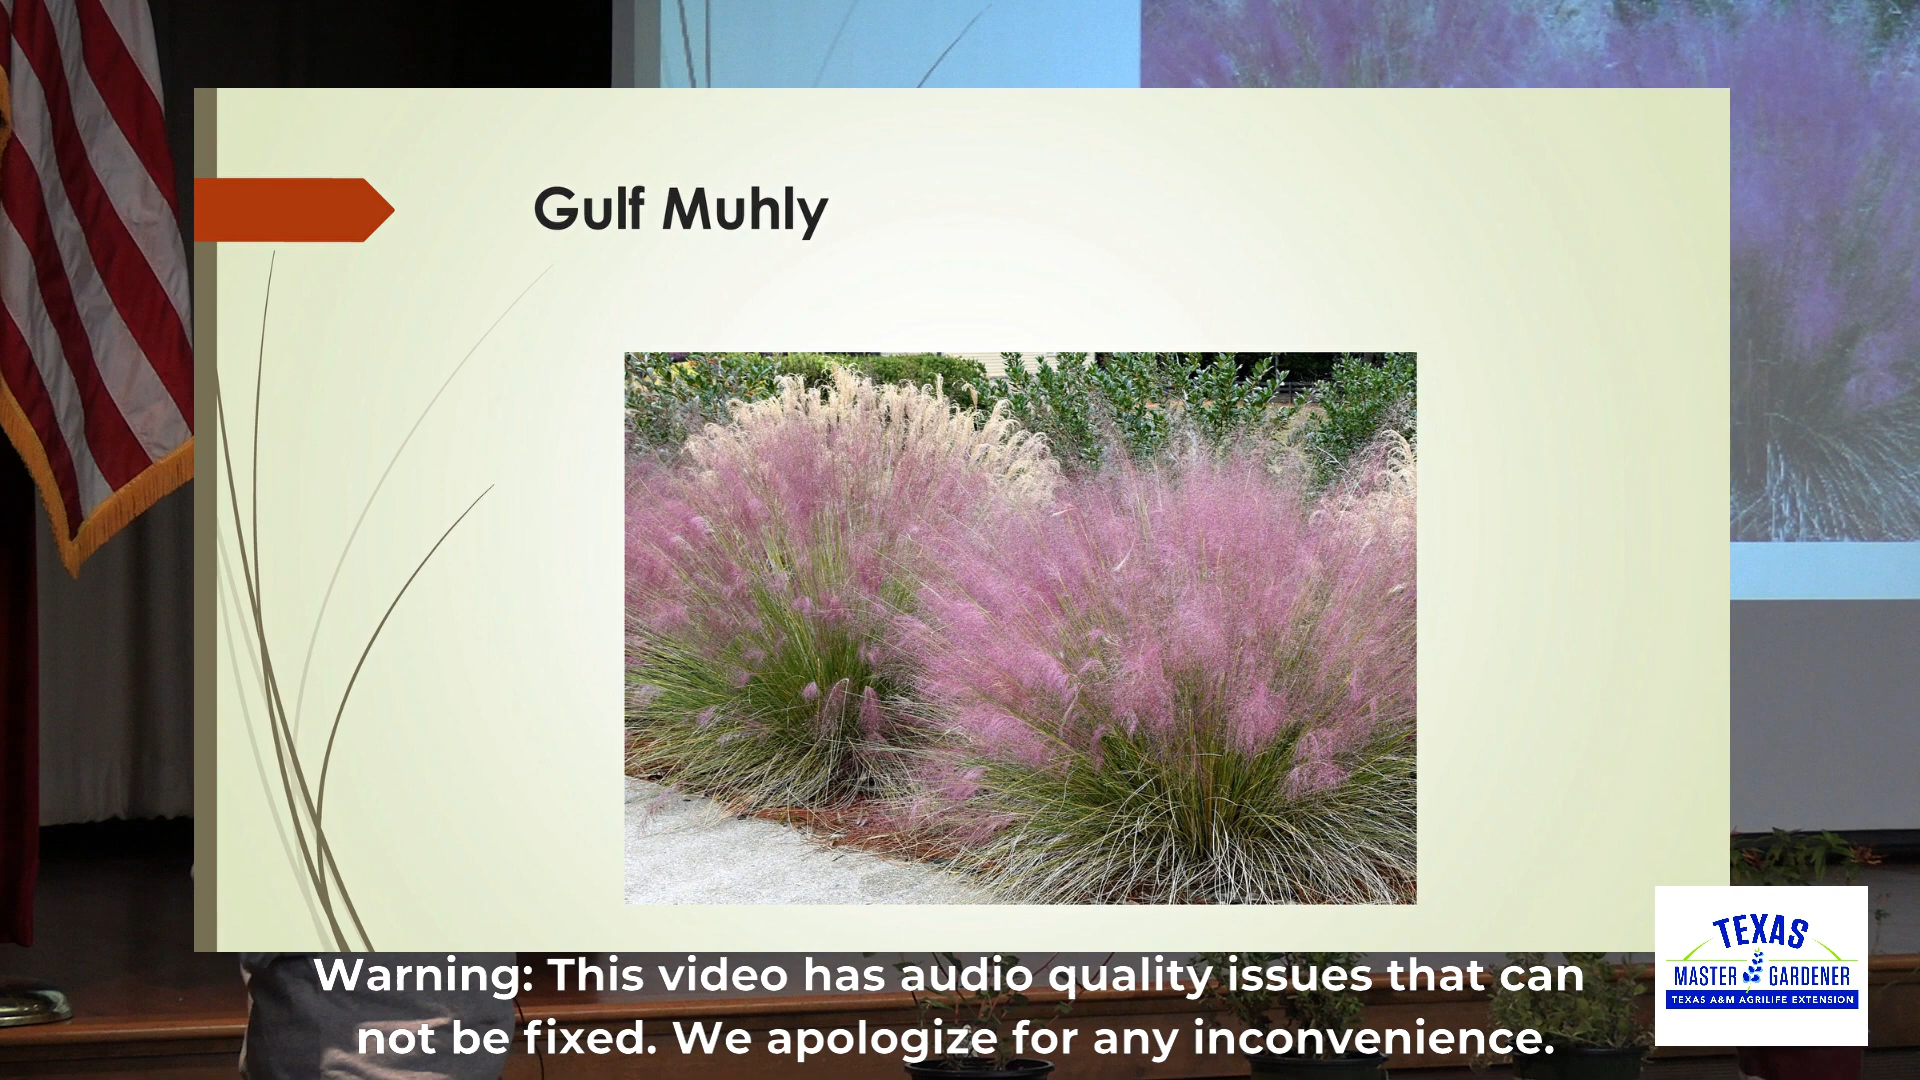 Gulf Muhly
Warning: This video has audio quality issues that can
not be fixed. We apologize for any inconvenience.
TEXAS
MASTER GARDENER
TEXAS A&M AGRILIFE EXTENSION